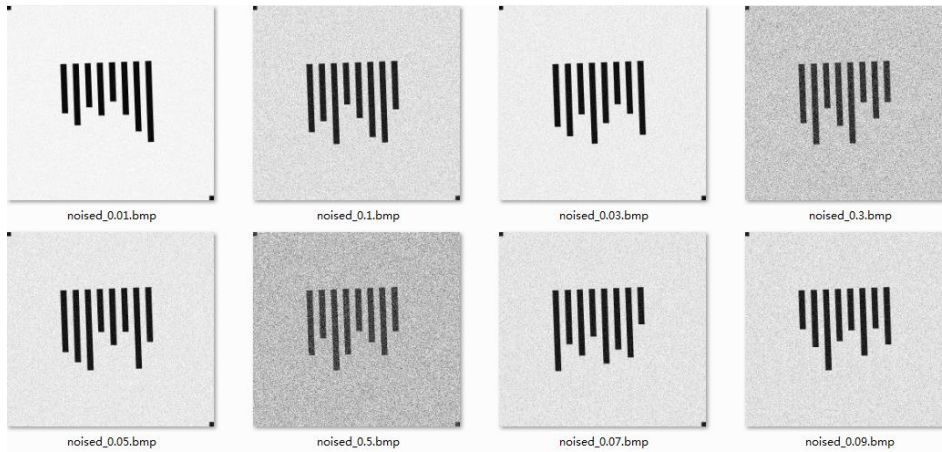 noised_0.01.bmp
noised_0.1.bmp
noised_0.03.bmp
noised_0.3.bmp
noised_0.05.bmp
noised_0.5.bmp
noised_0.07.bmp
noised_0.09.bmp